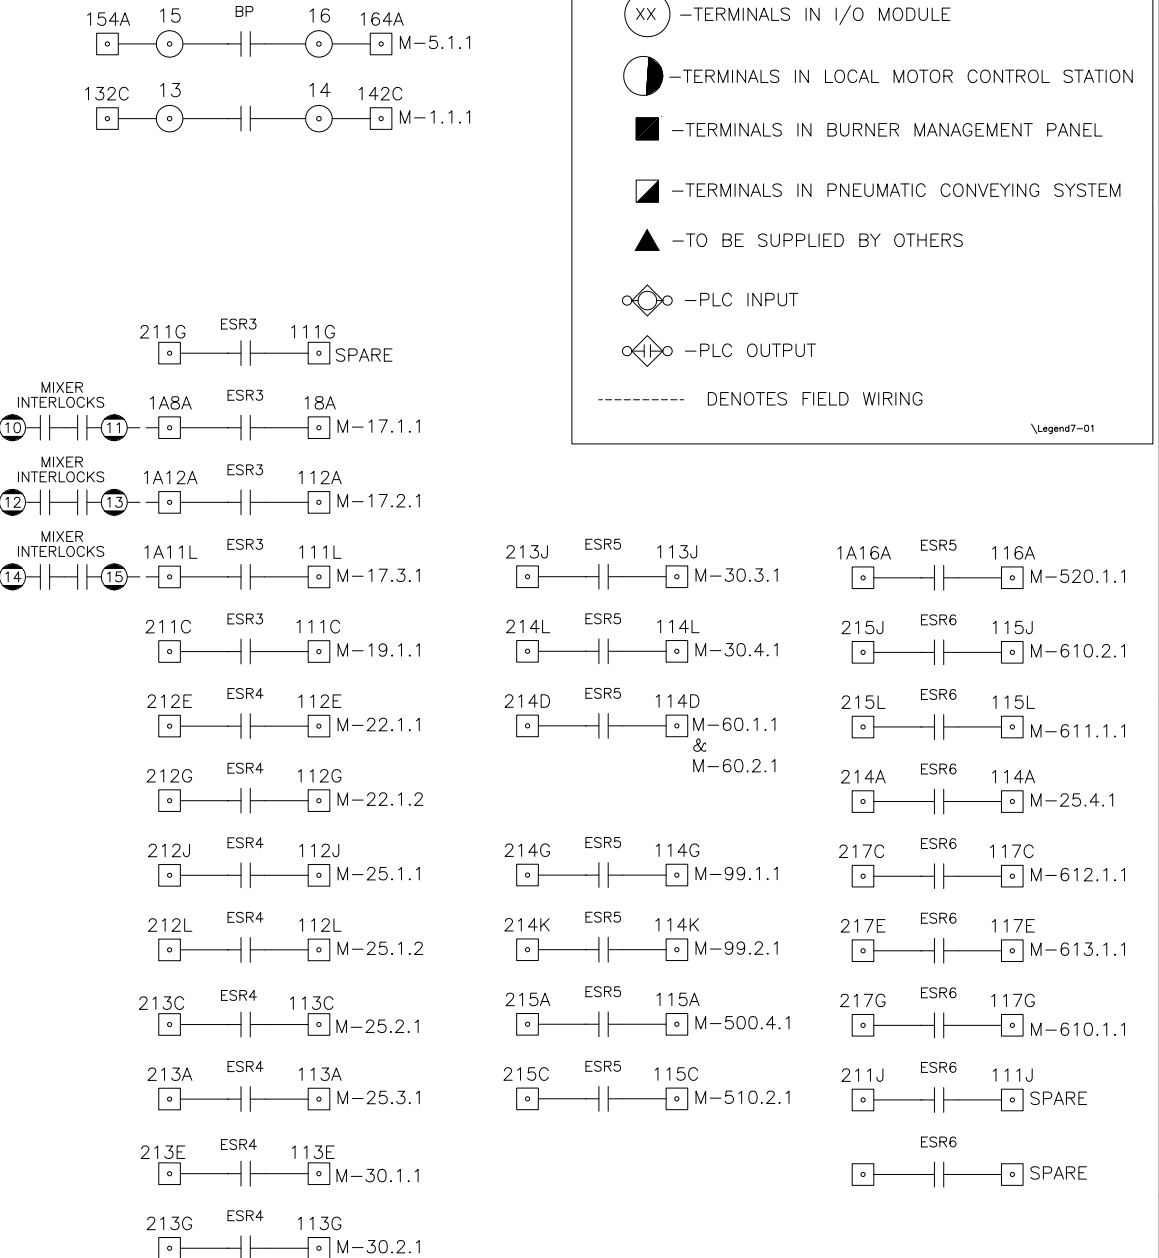 154A 15 BP 16 164A
M-5.1.1
132C 13 14 142C
M-1.1.1
XX -TERMINALS IN I/O MODULE
-TERMINALS IN LOCAL MOTOR CONTROL STATION
-TERMINALS IN BURNER MANAGEMENT PANEL
-TERMINALS IN PNEUMATIC CONVEYING SYSTEM
-TO BE SUPPLIED BY OTHERS
-PLC INPUT
-PLC OUTPUT
DENOTES FIELD WIRING
\Legend7-01
211G ESR3 111G
SPARE
MIXER
INTERLOCKS
1A8A ESR3 18A
10 11 M-17.1.1
MIXER
INTERLOCKS
1A12A ESR3 112A
12 13 M-17.2.1
MIXER
INTERLOCKS
1A11L ESR3 111L
14 15 M-17.3.1
211C ESR3 111C
M-19.1.1
212E ESR4 112E
M-22.1.1
212G ESR4 112G
M-22.1.2
212J ESR4 112J
M-25.1.1
212L ESR4 112L
M-25.1.2
213C ESR4 113C
M-25.2.1
213A ESR4 113A
M-25.3.1
213E ESR4 113E
M-30.1.1
213G ESR4 113G
M-30.2.1
213J ESR5 113J
M-30.3.1
214L ESR5 114L
M-30.4.1
214D ESR5 114D
M-60.1.1
&
M-60.2.1
214G ESR5 114G
M-99.1.1
214K ESR5 114K
M-99.2.1
215A ESR5 115A
M-500.4.1
215C ESR5 115C
M-510.2.1
1A16A ESR5 116A
M-520.1.1
215J ESR6 115J
M-610.2.1
215L ESR6 115L
M-611.1.1
214A ESR6 114A
M-25.4.1
217C ESR6 117C
M-612.1.1
217E ESR6 117E
M-613.1.1
217G ESR6 117G
M-610.1.1
211J ESR6 111J
SPARE
ESR6
SPARE